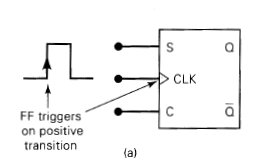 S Q
CLK
C Q̅
FF triggers
on positive
transition
(a)